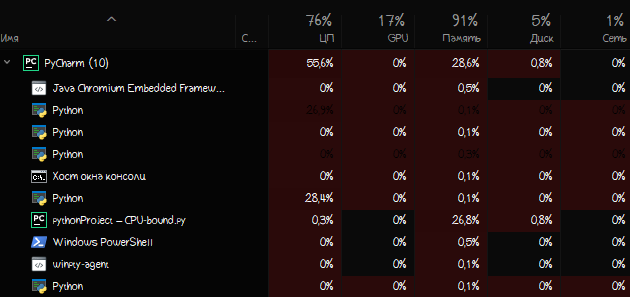 76% 17% 91% 5% 1%
Имя С... ЦП GPU Память Диск Сеть
PyCharm (10) 55,6% 0% 28,6% 0,8% 0%
Java Chromium Embedded Framew... 0% 0% 0,5% 0% 0%
Python 26,9% 0% 0,1% 0% 0%
Python 0% 0% 0,1% 0% 0%
Python 0% 0% 0,3% 0% 0%
Хост окна консоли 0% 0% 0,1% 0% 0%
Python 28,4% 0% 0,1% 0% 0%
pythonProject – CPU-bound.py 0,3% 0% 26,8% 0,8% 0%
Windows PowerShell 0% 0% 0,5% 0% 0%
winpty-agent 0% 0% 0,1% 0% 0%
Python 0% 0% 0,1% 0% 0%